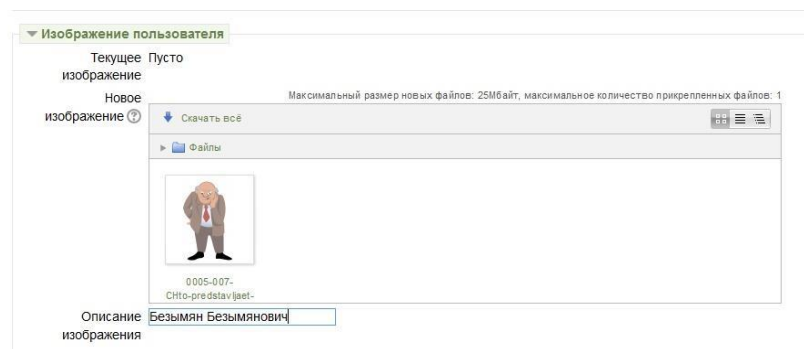 Изображение пользователя
Текущее изображение
Пусто
Новое изображение
Максимальный размер новых файлов: 25Мбайт, максимальное количество прикрепленных файлов: 1
Скачать всё
Файлы
0005-007-
CHto-predstavljaet-
Описание изображения
Безымян Безымянович